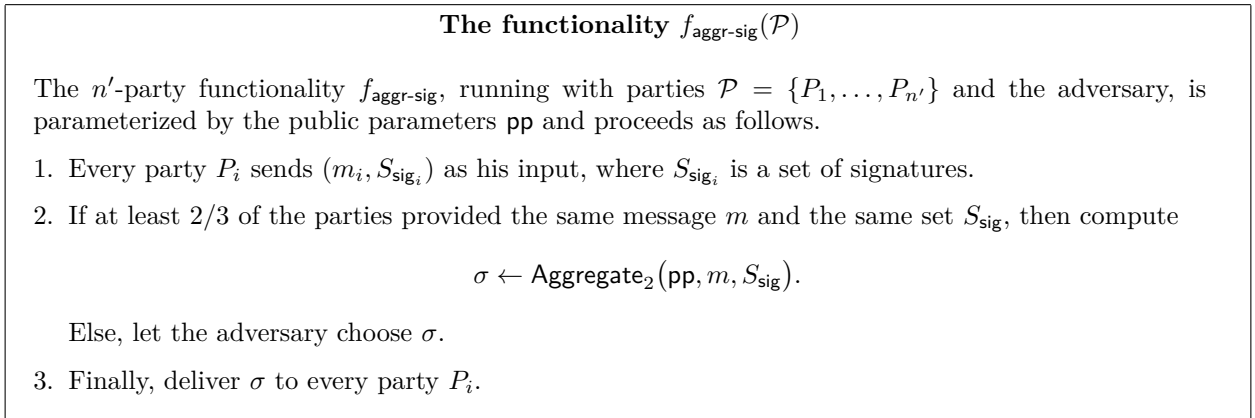 The functionality f_aggr-sig(𝒫)
The n′-party functionality f_aggr-sig, running with parties 𝒫 = {P_1, . . . , P_n′} and the adversary, is
parameterized by the public parameters pp and proceeds as follows.
1. Every party P_i sends (m_i, S_sig_i) as his input, where S_sig_i is a set of signatures.
2. If at least 2/3 of the parties provided the same message m and the same set S_sig, then compute
σ ← Aggregate_2(pp, m, S_sig).
Else, let the adversary choose σ.
3. Finally, deliver σ to every party P_i.